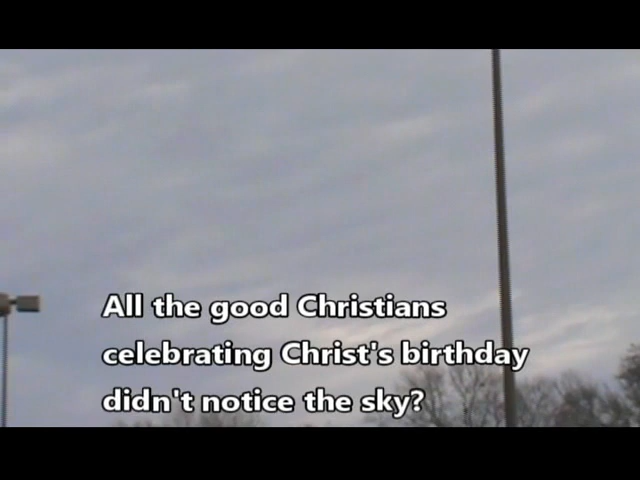 All the good Christians
celebrating Christ's birthday
didn't notice the sky?